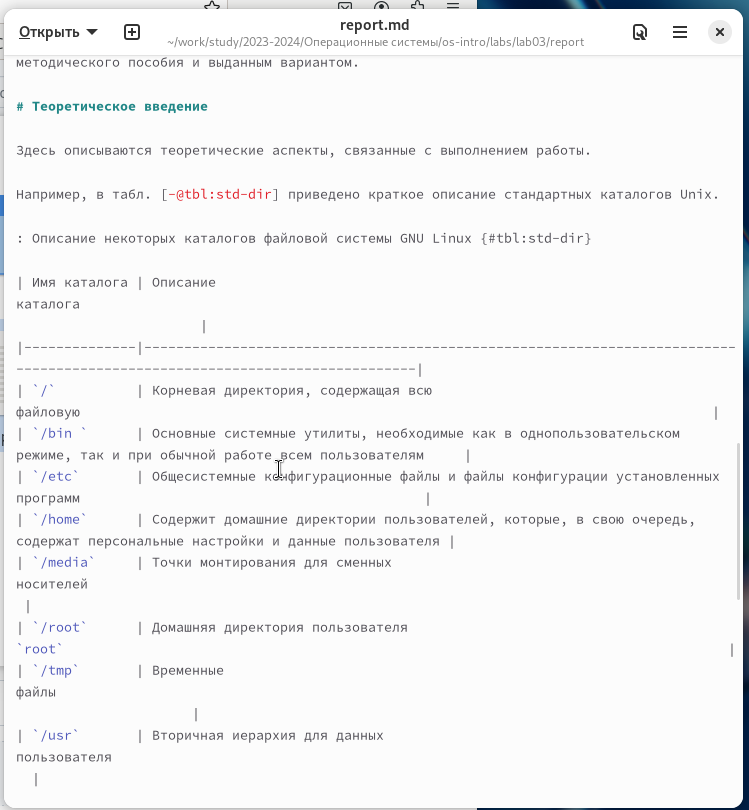 Открыть
report.md
~/work/study/2023-2024/Операционные системы/os-intro/labs/lab03/report
методического пособия и выданным вариантом.
# Теоретическое введение
Здесь описываются теоретические аспекты, связанные с выполнением работы.
Например, в табл. [-@tbl:std-dir] приведено краткое описание стандартных каталогов Unix.
: Описание некоторых каталогов файловой системы GNU Linux {#tbl:std-dir}
| Имя каталога | Описание
каталога
|
|--------------|--------------------------------------------------------------------------
--------------------------------------------------|
| `/`          | Корневая директория, содержащая всю
файловую                                                                               |
| `/bin `      | Основные системные утилиты, необходимые как в однопользовательском
режиме, так и при обычной работе всем пользователям     |
| `/etc`       | Общесистемные конфигурационные файлы и файлы конфигурации установленных
программ                                           |
| `/home`      | Содержит домашние директории пользователей, которые, в свою очередь,
содержат персональные настройки и данные пользователя |
| `/media`     | Точки монтирования для сменных
носителей
|
| `/root`      | Домашняя директория пользователя
`root`                                                                                   |
| `/tmp`       | Временные
файлы
|
| `/usr`       | Вторичная иерархия для данных
пользователя
|